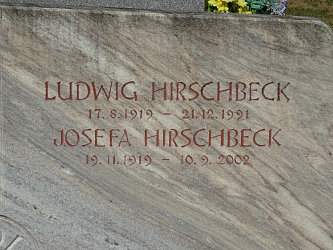 LUDWIG HIRSCHBECK
17.8.1919 – 21.12.1991
JOSEFA HIRSCHBECK
19.11.1919 – 10.9.2002